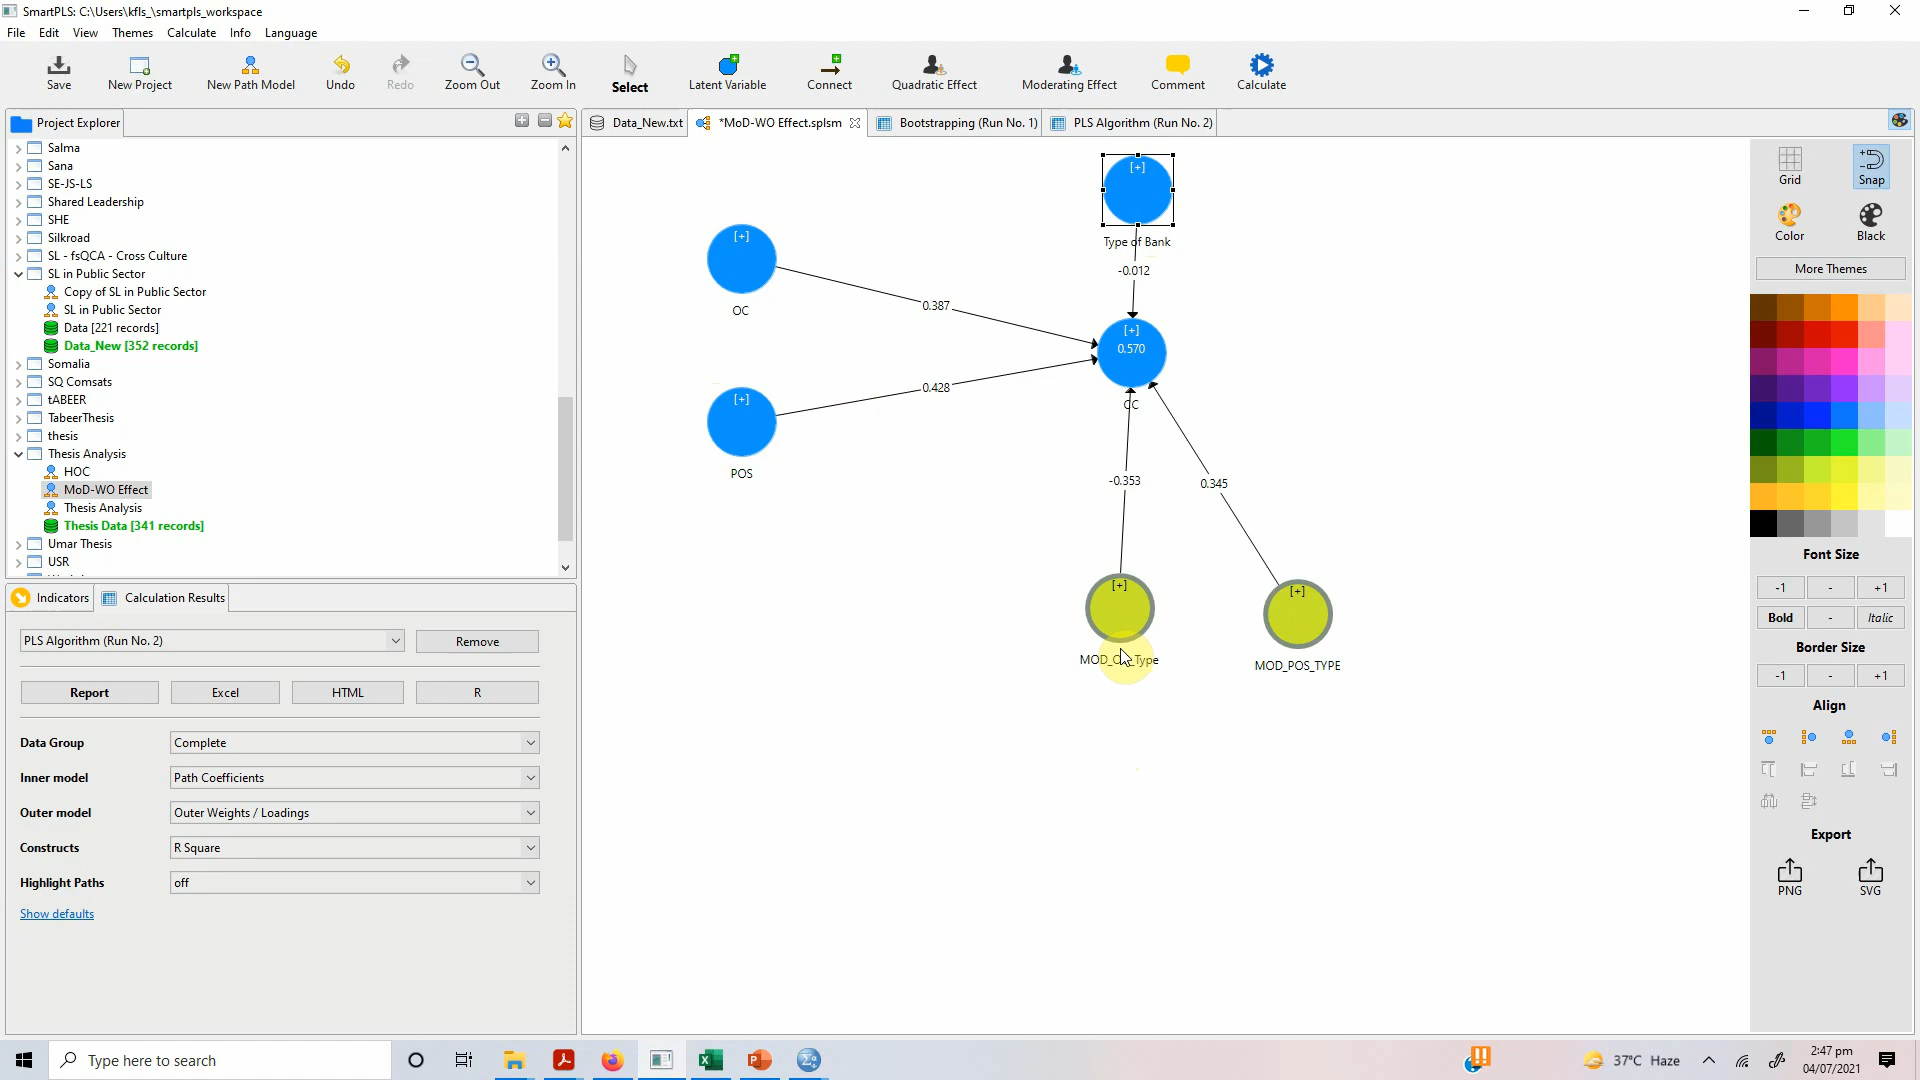 SmartPLS: C:\Users\kfls_\smartpls_workspace
File Edit View Themes Calculate Info Language
Save New Project New Path Model Undo Redo Zoom Out Zoom In Select Latent Variable Connect Quadratic Effect Moderating Effect Comment Calculate
Project Explorer
Data_New.txt *MoD-WO Effect.splsm Bootstrapping (Run No. 1) PLS Algorithm (Run No. 2)
Salma
Sana
SE-JS-LS
Shared Leadership
SHE
Silkroad
SL - fsQCA - Cross Culture
SL in Public Sector
Copy of SL in Public Sector
SL in Public Sector
Data [221 records]
Data_New [352 records]
Somalia
SQ Comsats
tABEER
TabeerThesis
thesis
Thesis Analysis
HOC
MoD-WO Effect
Thesis Analysis
Thesis Data [341 records]
Umar Thesis
USR
Indicators Calculation Results
PLS Algorithm (Run No. 2) Remove
Report Excel HTML R
Data Group Complete
Inner model Path Coefficients
Outer model Outer Weights / Loadings
Constructs R Square
Highlight Paths off
Show defaults
[+]
Type of Bank
-0.012
[+]
OC
0.387
[+]
0.570
CC
[+]
POS
0.428
-0.353
0.345
[+]
[+]
MOD_POS_TYPE
Grid Snap
Color Black
More Themes
Font Size
-1 - +1
Bold - Italic
Border Size
-1 - +1
Align
Export
PNG SVG
Type here to search
37°C Haze
2:47 pm
04/07/2021